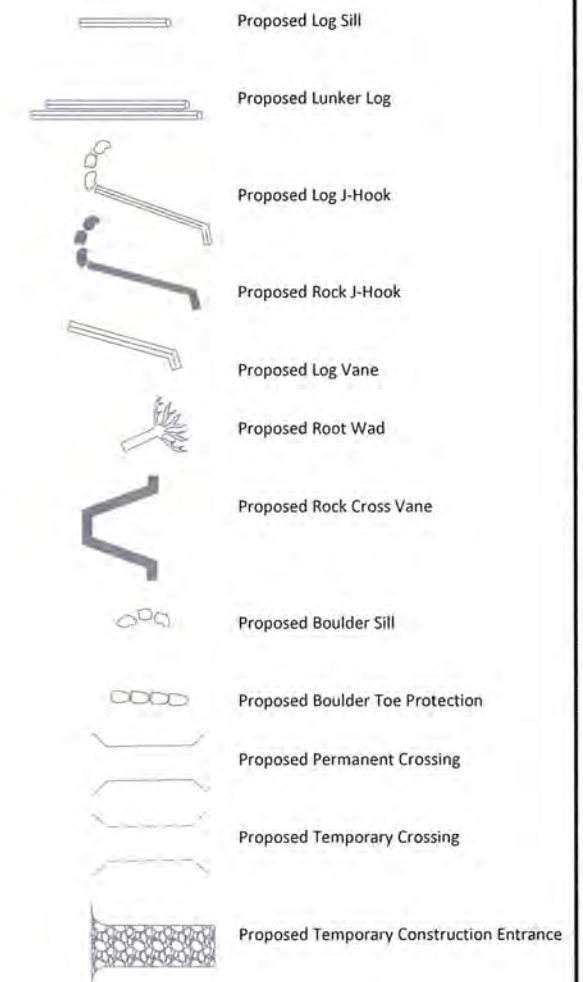 Proposed Log Sill
Proposed Lunker Log
Proposed Log J-Hook
Proposed Rock J-Hook
Proposed Log Vane
Proposed Root Wad
Proposed Rock Cross Vane
Proposed Boulder Sill
Proposed Boulder Toe Protection
Proposed Permanent Crossing
Proposed Temporary Crossing
Proposed Temporary Construction Entrance